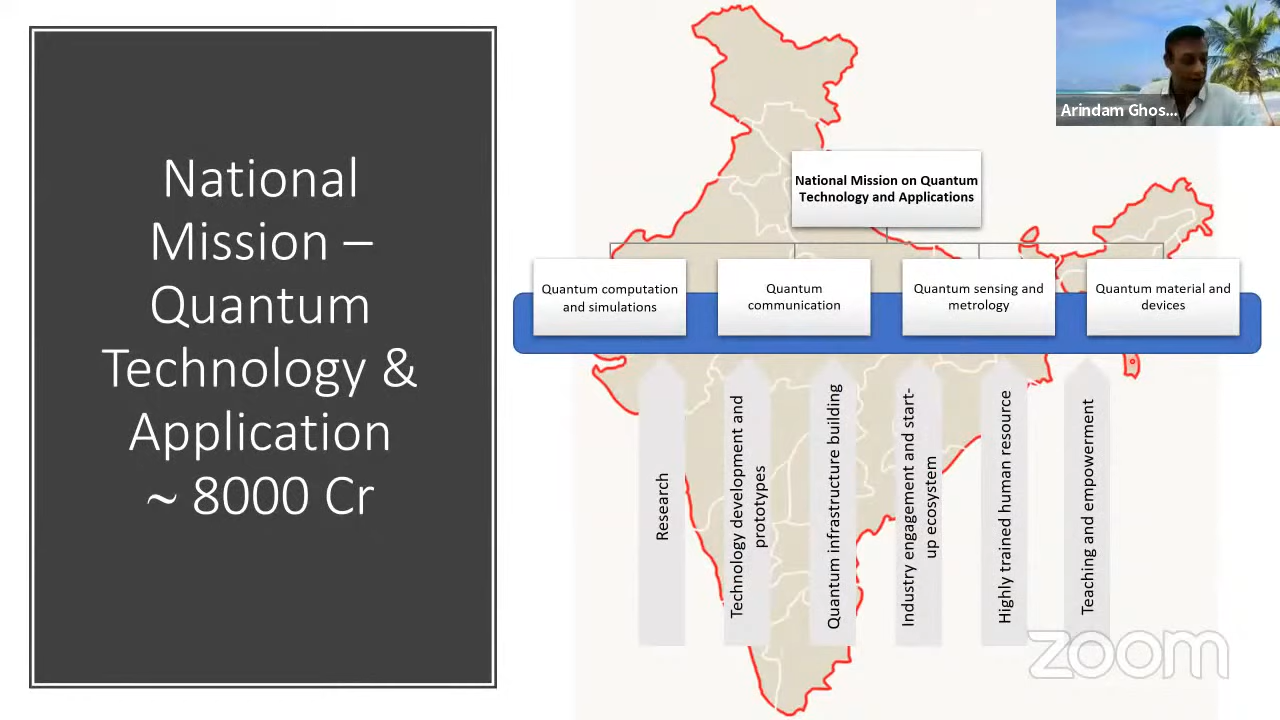 National
Mission –
Quantum
Technology &
Application
~ 8000 Cr
Arindam Ghos...
National Mission on Quantum
Technology and Applications
Quantum computation
and simulations
Quantum
communication
Quantum sensing and
metrology
Quantum material and
devices
Research
Technology development and
prototypes
Quantum infrastructure building
Industry engagement and start-
up ecosystem
Highly trained human resource
Teaching and empowerment
zoom